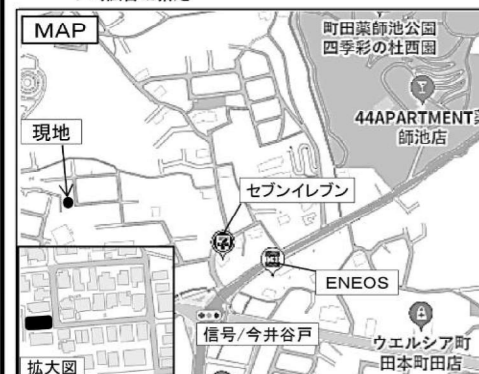 MAP
町田薬師池公園
四季彩の杜西園
44APARTMENT薬
師池店
現地
セブンイレブン
ENEOS
信号/今井谷戸
ウエルシア町
田本町田店
拡大図